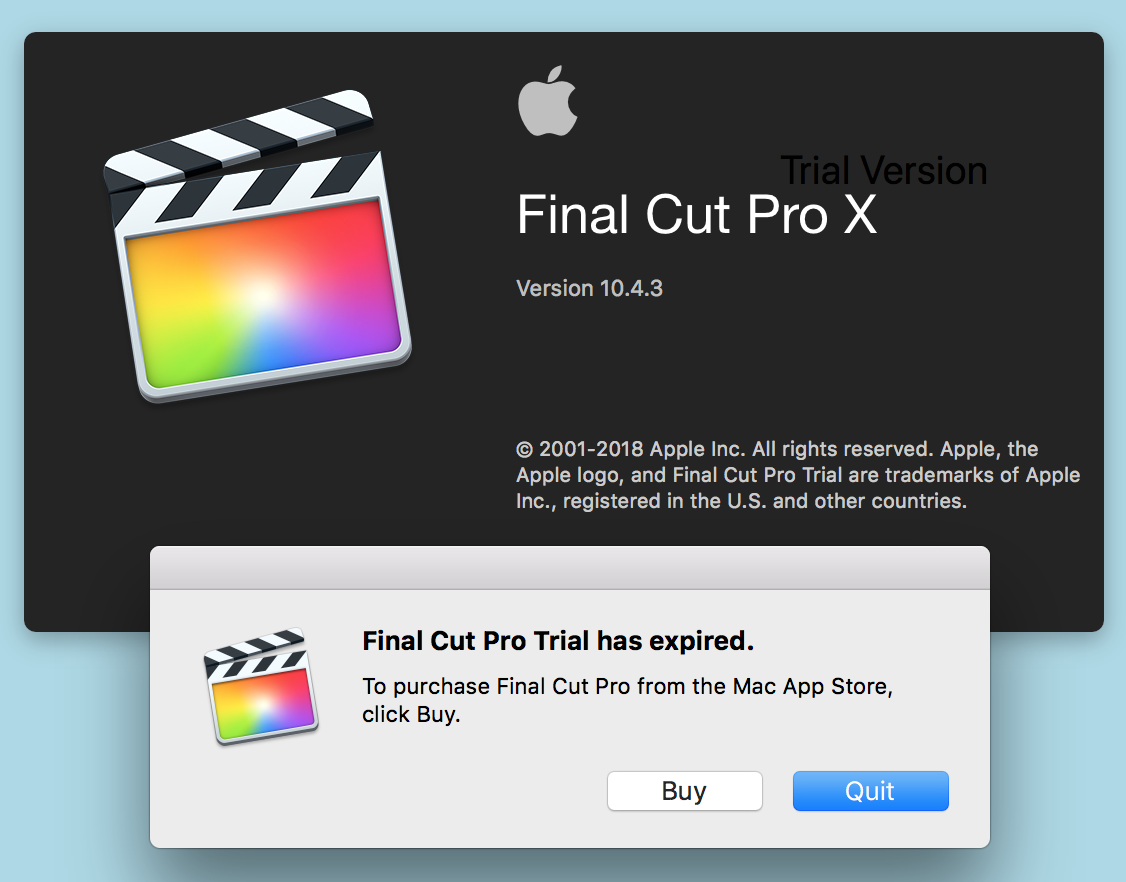 Trial Version
Final Cut Pro X
Version 10.4.3
© 2001-2018 Apple Inc. All rights reserved. Apple, the
Apple logo, and Final Cut Pro Trial are trademarks of Apple
Inc., registered in the U.S. and other countries.
Final Cut Pro Trial has expired.
To purchase Final Cut Pro from the Mac App Store,
click Buy.
Buy
Quit